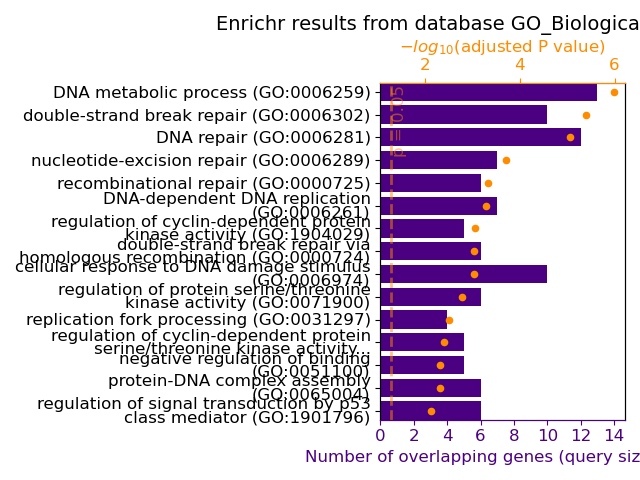 Enrichr results from database GO_Biologica
−log10(adjusted P value)
2 4 6
p = 0.05
DNA metabolic process (GO:0006259)
double-strand break repair (GO:0006302)
DNA repair (GO:0006281)
nucleotide-excision repair (GO:0006289)
recombinational repair (GO:0000725)
DNA-dependent DNA replication
(GO:0006261)
regulation of cyclin-dependent protein
kinase activity (GO:1904029)
double-strand break repair via
homologous recombination (GO:0000724)
cellular response to DNA damage stimulus
(GO:0006974)
regulation of protein serine/threonine
kinase activity (GO:0071900)
replication fork processing (GO:0031297)
regulation of cyclin-dependent protein
serine/threonine kinase activity...
negative regulation of binding
(GO:0051100)
protein-DNA complex assembly
(GO:0065004)
regulation of signal transduction by p53
class mediator (GO:1901796)
0 2 4 6 8 10 12 14
Number of overlapping genes (query siz